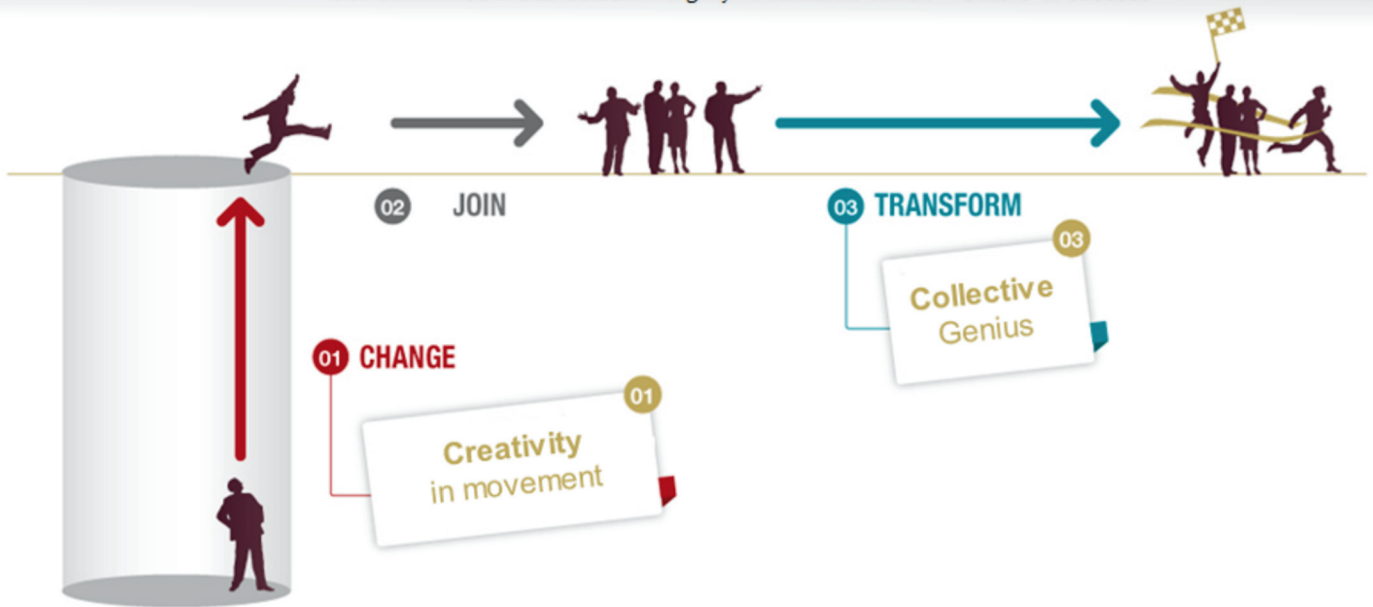 02 JOIN
03 TRANSFORM
03
Collective
Genius
01 CHANGE
01
Creativity
in movement